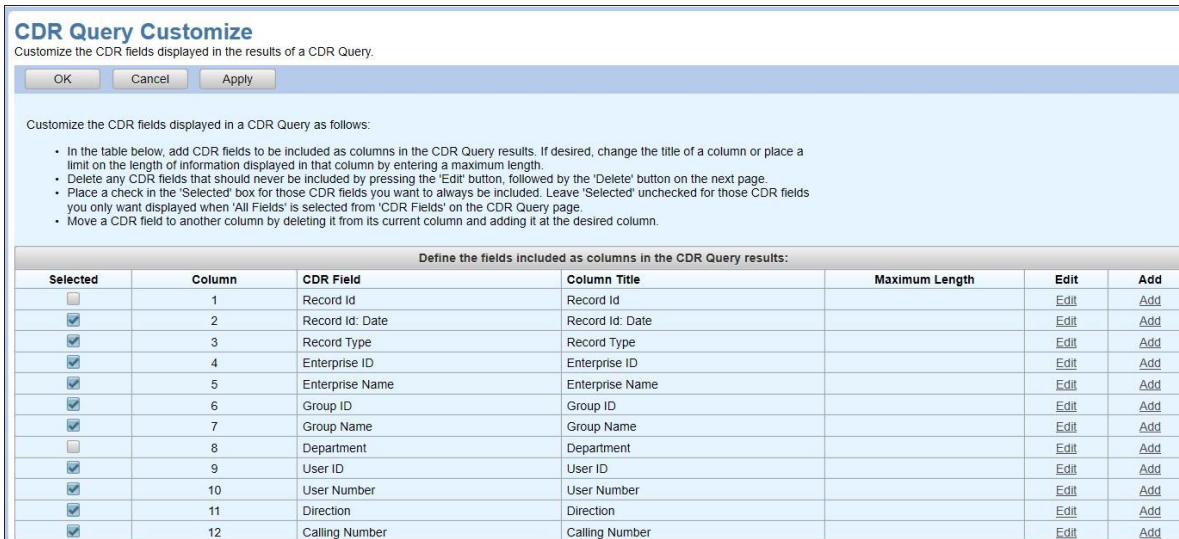 CDR Query Customize
Customize the CDR fields displayed in the results of a CDR Query.
OK Cancel Apply
Customize the CDR fields displayed in a CDR Query as follows:
• In the table below, add CDR fields to be included as columns in the CDR Query results. If desired, change the title of a column or place a
limit on the length of information displayed in that column by entering a maximum length.
• Delete any CDR fields that should never be included by pressing the 'Edit' button, followed by the 'Delete' button on the next page.
• Place a check in the 'Selected' box for those CDR fields you want to always be included. Leave 'Selected' unchecked for those CDR fields
you only want displayed when 'All Fields' is selected from 'CDR Fields' on the CDR Query page.
• Move a CDR field to another column by deleting it from its current column and adding it at the desired column.
Define the fields included as columns in the CDR Query results:
Selected Column CDR Field Column Title Maximum Length Edit Add
1 Record Id Record Id Edit Add
2 Record Id: Date Record Id: Date Edit Add
3 Record Type Record Type Edit Add
4 Enterprise ID Enterprise ID Edit Add
5 Enterprise Name Enterprise Name Edit Add
6 Group ID Group ID Edit Add
7 Group Name Group Name Edit Add
8 Department Department Edit Add
9 User ID User ID Edit Add
10 User Number User Number Edit Add
11 Direction Direction Edit Add
12 Calling Number Calling Number Edit Add